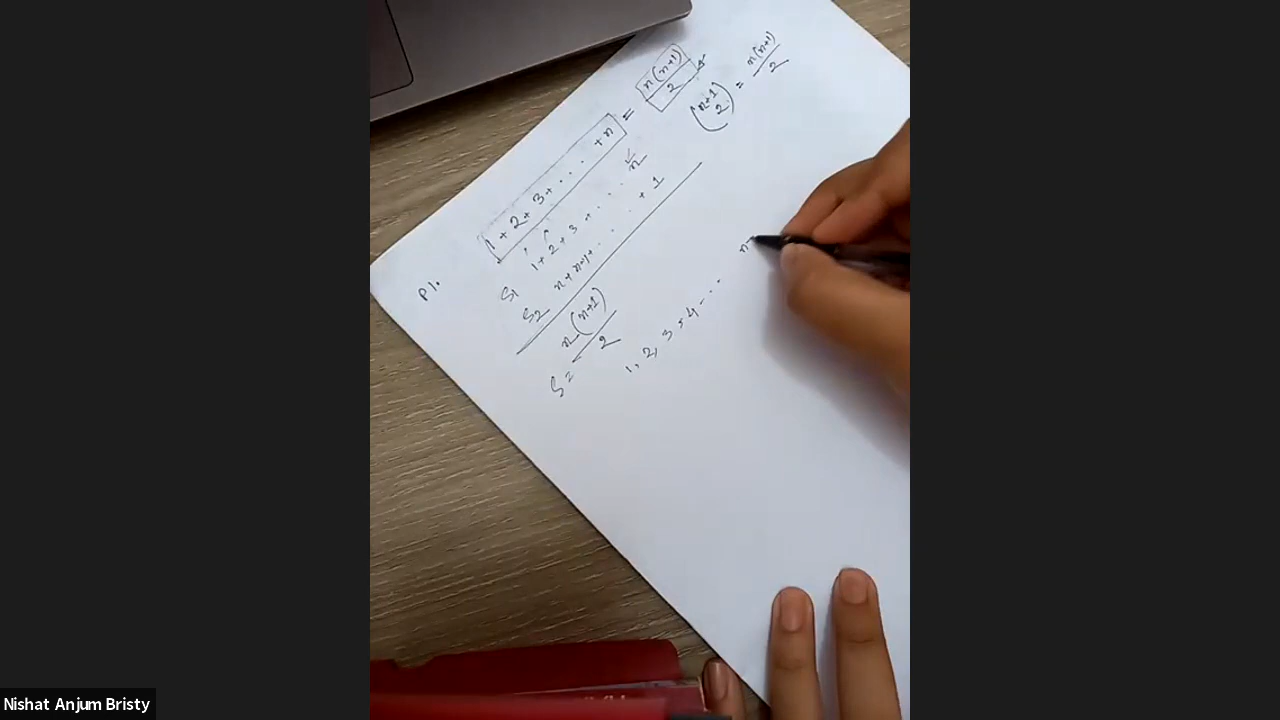 P1.
1 + 2 + 3 + . . . . + n = n(n+1) / 2
(n+1 2) = n(n+1) / 2
S1 1 + 2 + 3 + . . . . n
S2 n + n-1 + . . . . + 1
S = n(n+1) / 2
1, 2, 3, 4, . . . n
Nishat Anjum Bristy